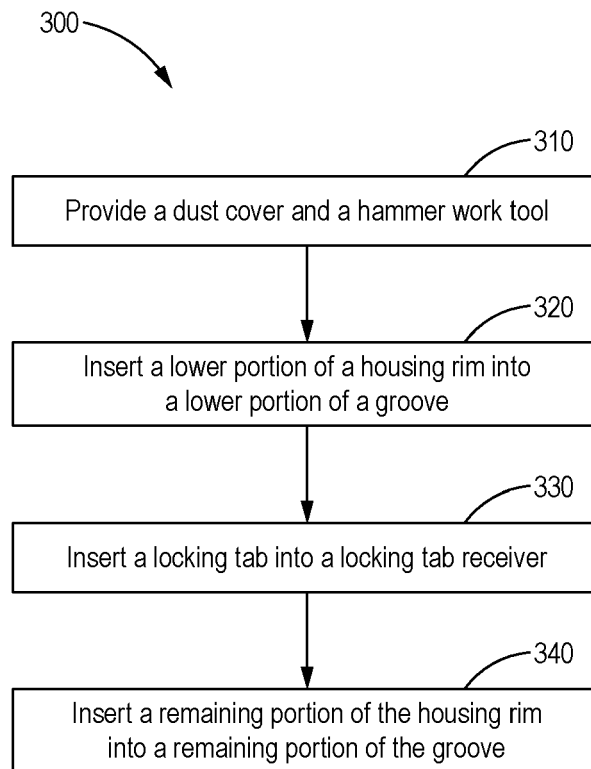 300
310
Provide a dust cover and a hammer work tool
320
Insert a lower portion of a housing rim into
a lower portion of a groove
330
Insert a locking tab into a locking tab receiver
340
Insert a remaining portion of the housing rim
into a remaining portion of the groove